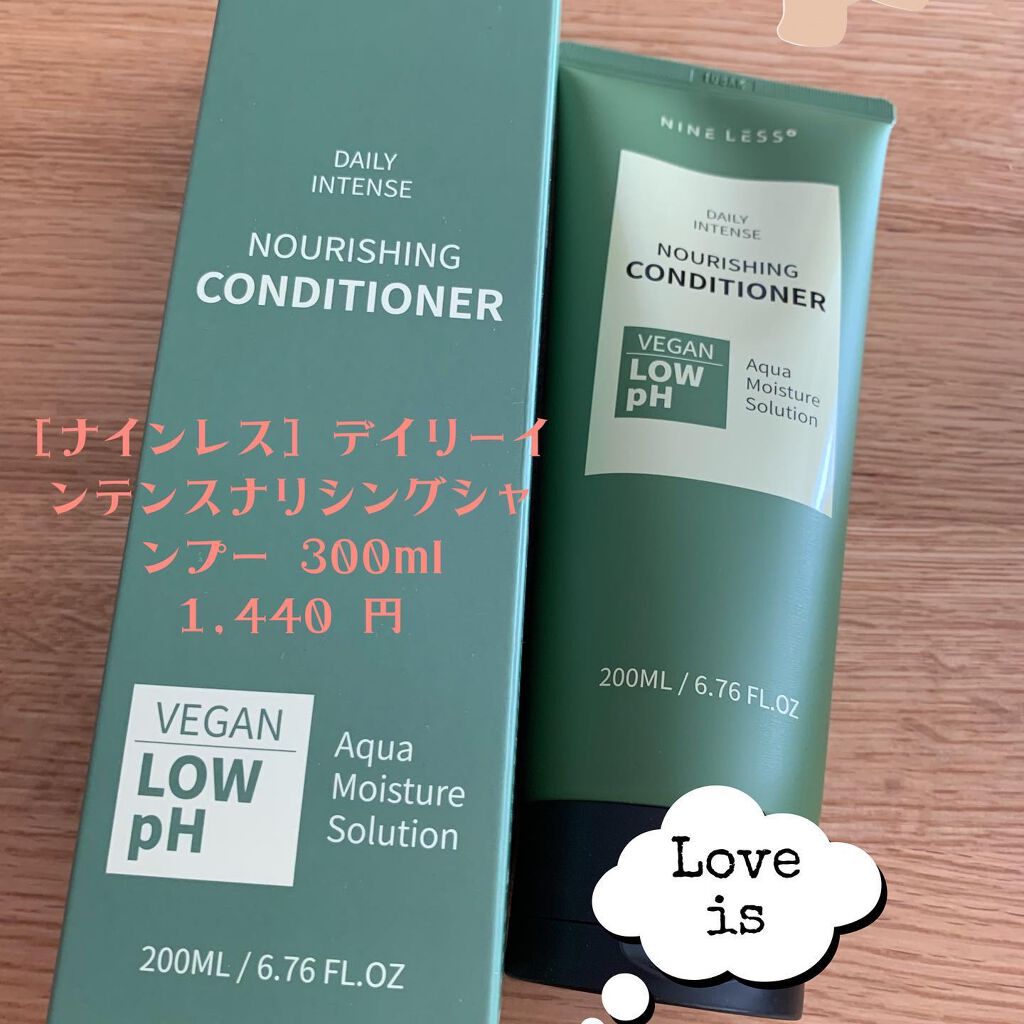 DAILY
INTENSE
NOURISHING
CONDITIONER
[ナインレス] デイリーイ
ンテンスナリシングシャ
ンプー 300ml
1,440 円
VEGAN
LOW
pH
Aqua
Moisture
Solution
200ML / 6.76 FL.OZ
NINE LESS
DAILY
INTENSE
NOURISHING
CONDITIONER
VEGAN
LOW
pH
Aqua
Moisture
Solution
200ML / 6.76 FL.OZ
Love
is